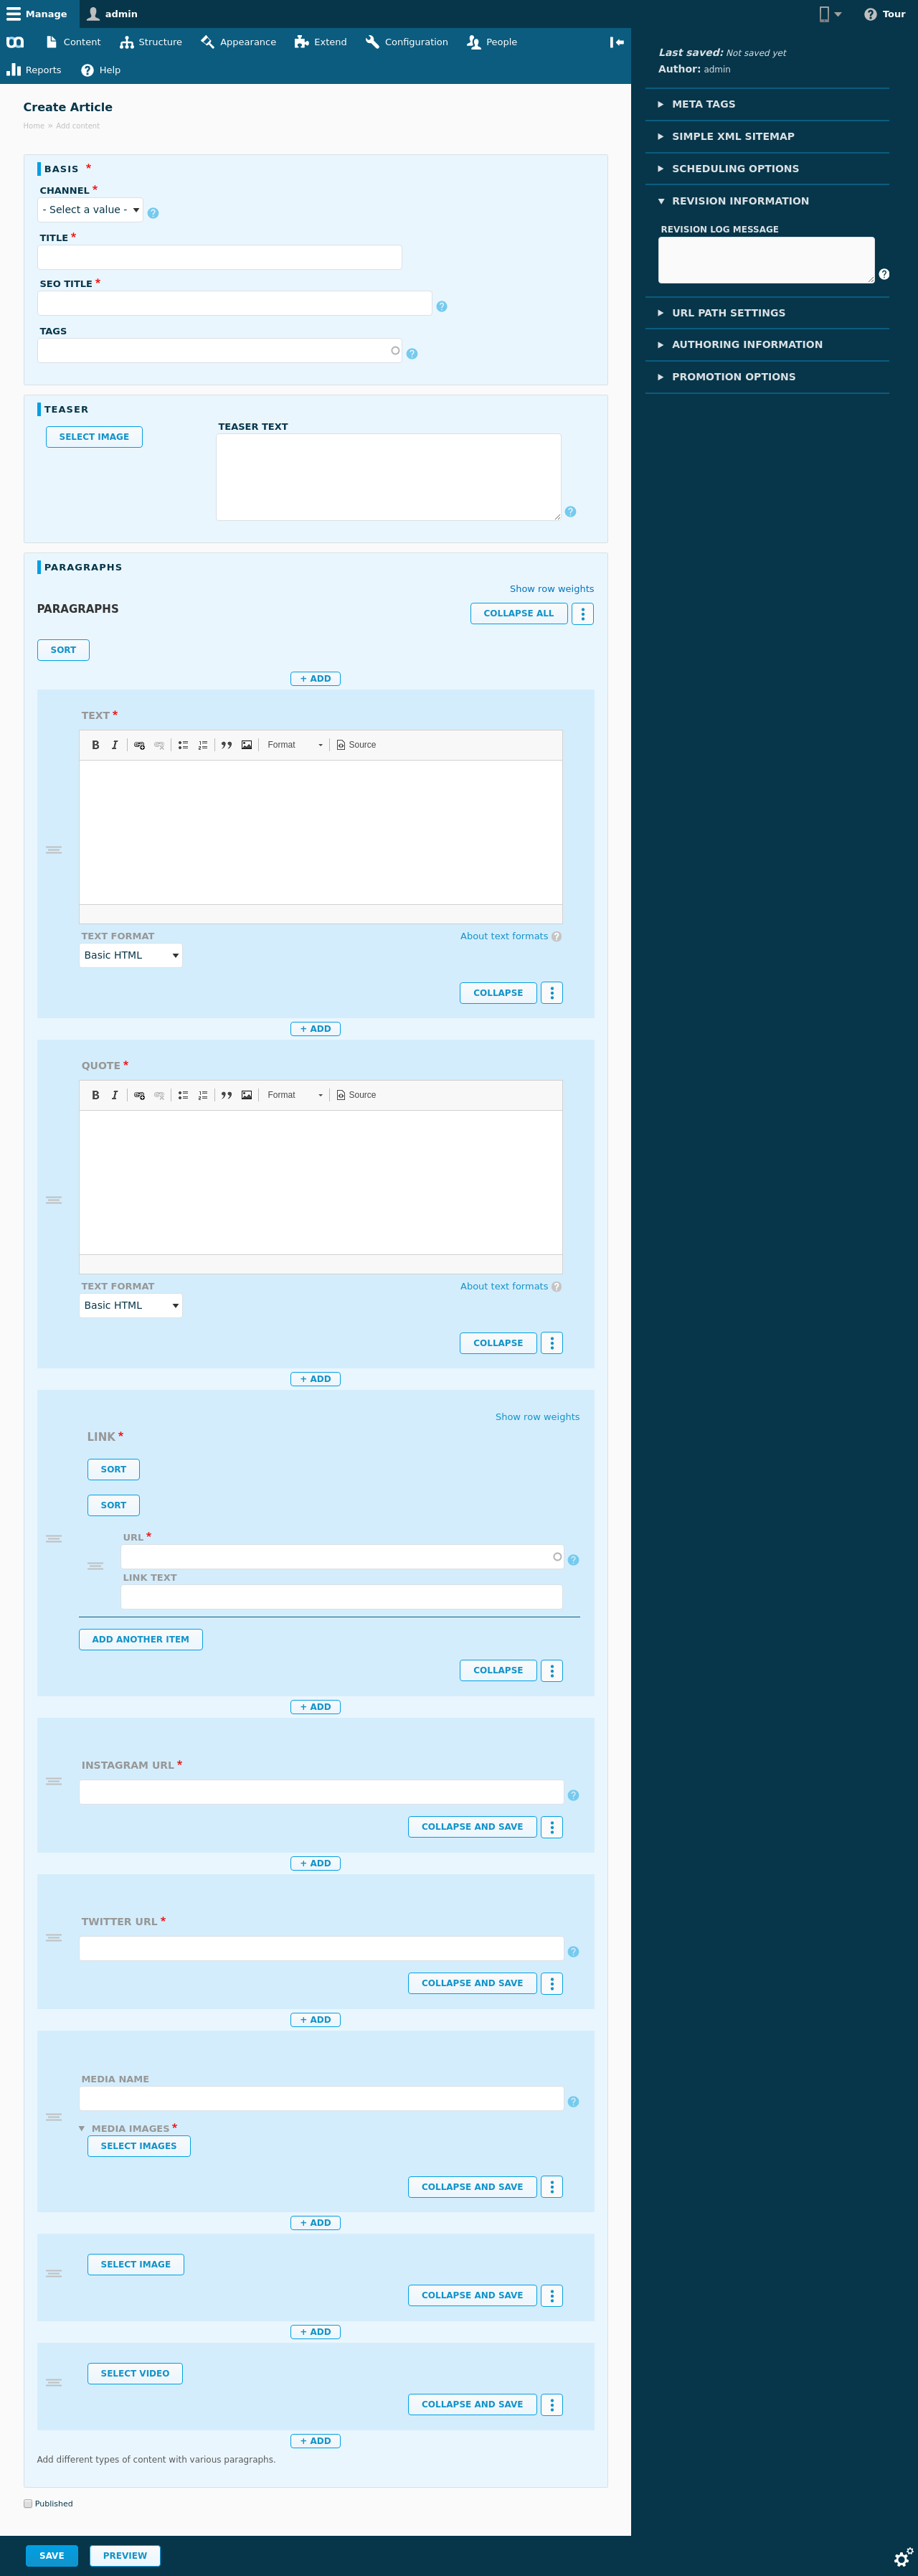 Manage admin Tour
Content Structure Appearance Extend Configuration People
Reports Help
Last saved: Not saved yet
Author: admin
META TAGS
SIMPLE XML SITEMAP
SCHEDULING OPTIONS
REVISION INFORMATION
REVISION LOG MESSAGE
?
URL PATH SETTINGS
AUTHORING INFORMATION
PROMOTION OPTIONS
Create Article
Home » Add content
BASIS *
CHANNEL *
- Select a value - ?
TITLE *
SEO TITLE *
?
TAGS
?
TEASER
SELECT IMAGE
TEASER TEXT
?
PARAGRAPHS
Show row weights
PARAGRAPHS
COLLAPSE ALL
SORT
+ ADD
TEXT *
B I Format Source
TEXT FORMAT
About text formats ?
Basic HTML
COLLAPSE
+ ADD
QUOTE *
B I Format Source
TEXT FORMAT
About text formats ?
Basic HTML
COLLAPSE
+ ADD
Show row weights
LINK *
SORT
SORT
URL *
?
LINK TEXT
ADD ANOTHER ITEM
COLLAPSE
+ ADD
INSTAGRAM URL *
?
COLLAPSE AND SAVE
+ ADD
TWITTER URL *
?
COLLAPSE AND SAVE
+ ADD
MEDIA NAME
?
MEDIA IMAGES *
SELECT IMAGES
COLLAPSE AND SAVE
+ ADD
SELECT IMAGE
COLLAPSE AND SAVE
+ ADD
SELECT VIDEO
COLLAPSE AND SAVE
+ ADD
Add different types of content with various paragraphs.
Published
SAVE PREVIEW